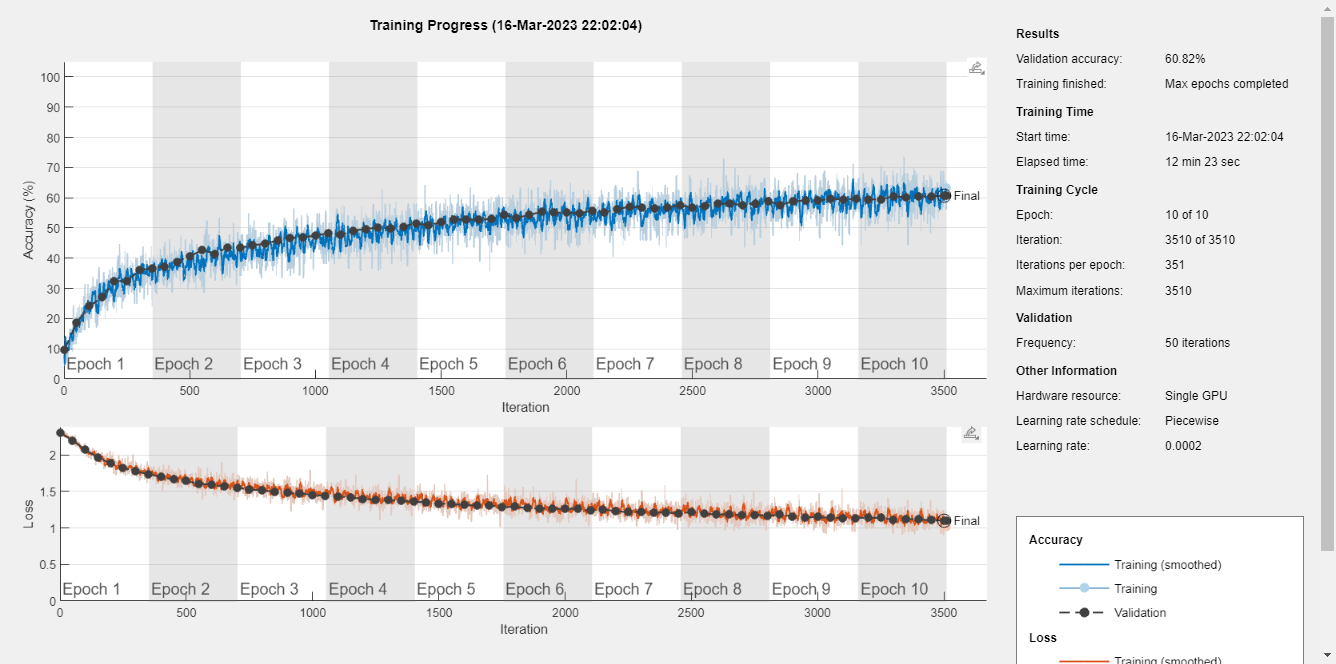 Training Progress (16-Mar-2023 22:02:04)
100
90
80
70
60
50
40
30
20
10
0
Accuracy (%)
Final
Epoch 1 Epoch 2 Epoch 3 Epoch 4 Epoch 5 Epoch 6 Epoch 7 Epoch 8 Epoch 9 Epoch 10
0 500 1000 1500 2000 2500 3000 3500
Iteration
2
1.5
1
0.5
0
Loss
Final
Epoch 1 Epoch 2 Epoch 3 Epoch 4 Epoch 5 Epoch 6 Epoch 7 Epoch 8 Epoch 9 Epoch 10
0 500 1000 1500 2000 2500 3000 3500
Iteration
Results
Validation accuracy: 60.82%
Training finished: Max epochs completed
Training Time
Start time: 16-Mar-2023 22:02:04
Elapsed time: 12 min 23 sec
Training Cycle
Epoch: 10 of 10
Iteration: 3510 of 3510
Iterations per epoch: 351
Maximum iterations: 3510
Validation
Frequency: 50 iterations
Other Information
Hardware resource: Single GPU
Learning rate schedule: Piecewise
Learning rate: 0.0002
Accuracy
Training (smoothed)
Training
Validation
Loss
Training (smoothed)